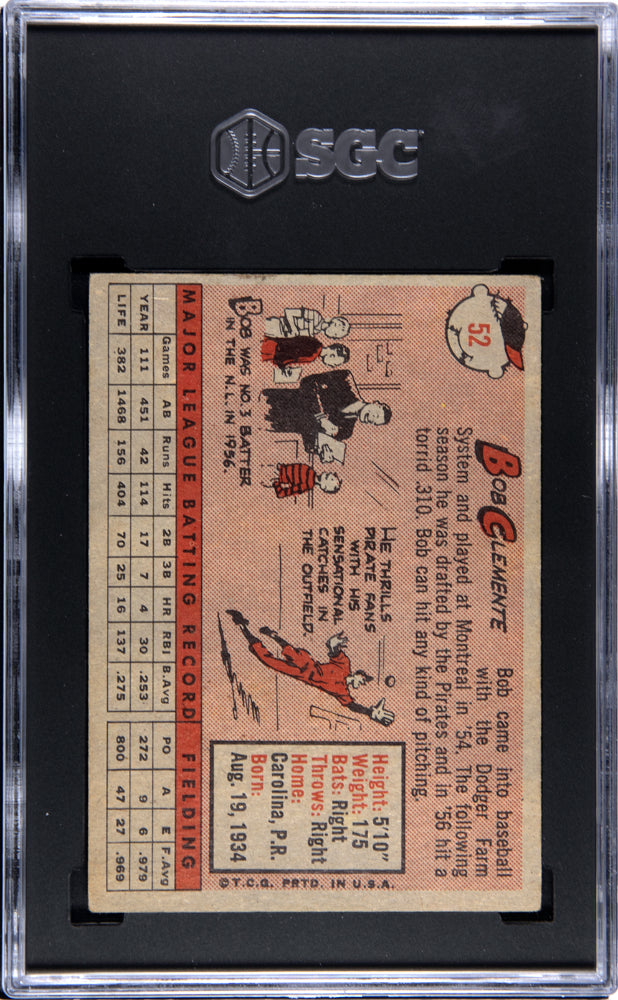 SGC
52
BOB CLEMENTE
Bob came into baseball
with the Dodger Farm
System and played at Montreal in '54. The following
season he was drafted by the Pirates and in '56 hit a
torrid .310. Bob can hit any kind of pitching.
BOB WAS NO. 3 BATTER
IN THE N.L. IN 1956.
HE THRILLS
PIRATE FANS
WITH HIS
SENSATIONAL
CATCHES IN
THE OUTFIELD.
Height: 5'10"
Weight: 175
Bats: Right
Throws: Right
Home:
Carolina, P.R.
Born:
Aug. 19, 1934
©T.C.G. PRTD. IN U.S.A.
MAJOR LEAGUE BATTING RECORD FIELDING
Games AB Runs Hits 2B 3B HR RBI B.Avg PO A E F.Avg
YEAR 111 451 42 114 17 7 4 30 .253 272 9 6 .979
LIFE 382 1468 156 404 70 25 16 137 .275 800 47 27 .969